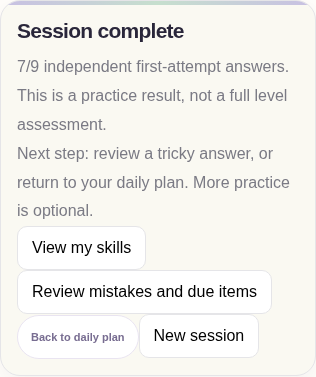 Session complete
7/9 independent first-attempt answers.
This is a practice result, not a full level
assessment.
Next step: review a tricky answer, or
return to your daily plan. More practice
is optional.
View my skills
Review mistakes and due items
Back to daily plan
New session